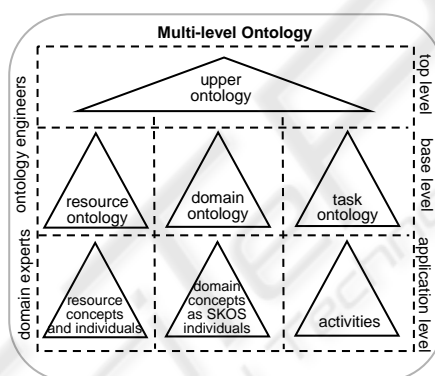 Multi-level Ontology
ontology engineers
upper
ontology
top level
resource
ontology
domain
ontology
task
ontology
base level
domain experts
resource
concepts
and individuals
domain
concepts
as SKOS
individuals
activities
application level